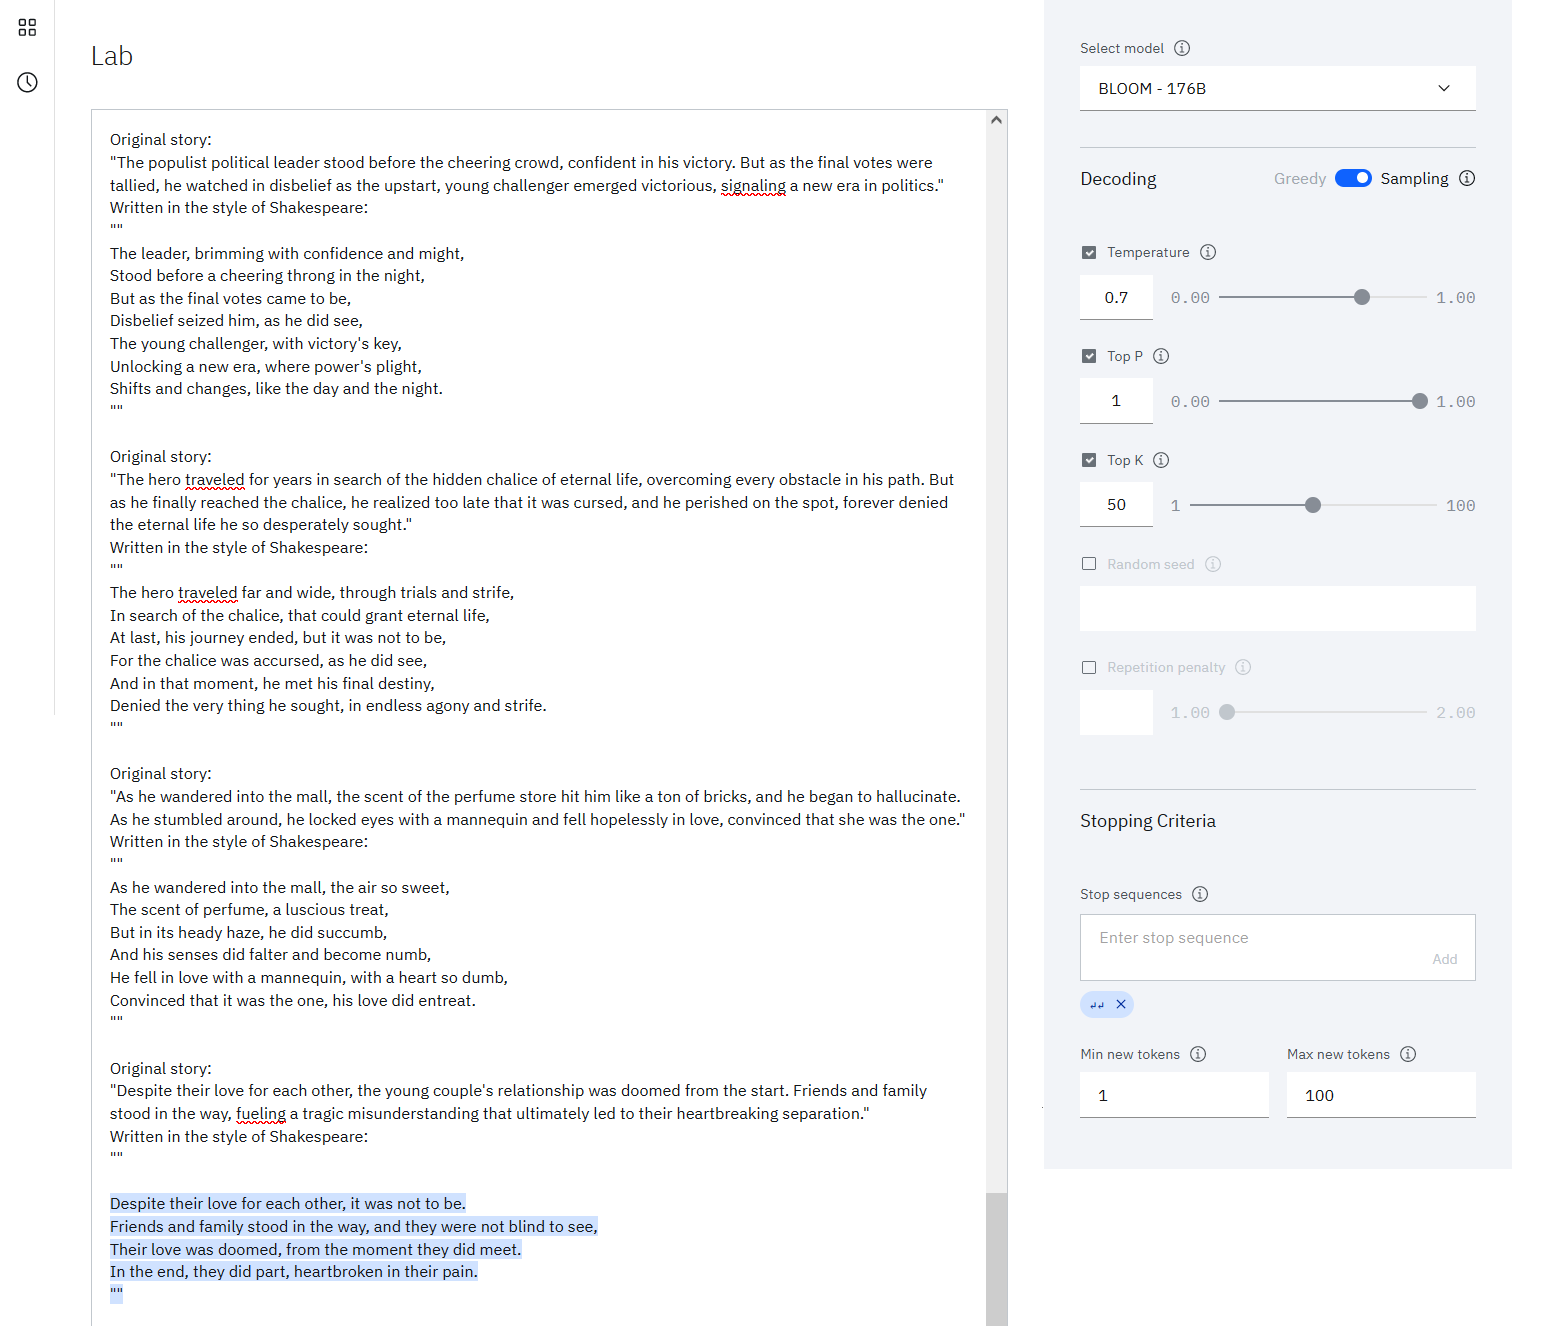 Lab
Original story:
"The populist political leader stood before the cheering crowd, confident in his victory. But as the final votes were
tallied, he watched in disbelief as the upstart, young challenger emerged victorious, signaling a new era in politics."
Written in the style of Shakespeare:
""
The leader, brimming with confidence and might,
Stood before a cheering throng in the night,
But as the final votes came to be,
Disbelief seized him, as he did see,
The young challenger, with victory's key,
Unlocking a new era, where power's plight,
Shifts and changes, like the day and the night.
""
Original story:
"The hero traveled for years in search of the hidden chalice of eternal life, overcoming every obstacle in his path. But
as he finally reached the chalice, he realized too late that it was cursed, and he perished on the spot, forever denied
the eternal life he so desperately sought."
Written in the style of Shakespeare:
""
The hero traveled far and wide, through trials and strife,
In search of the chalice, that could grant eternal life,
At last, his journey ended, but it was not to be,
For the chalice was accursed, as he did see,
And in that moment, he met his final destiny,
Denied the very thing he sought, in endless agony and strife.
""
Original story:
"As he wandered into the mall, the scent of the perfume store hit him like a ton of bricks, and he began to hallucinate.
As he stumbled around, he locked eyes with a mannequin and fell hopelessly in love, convinced that she was the one."
Written in the style of Shakespeare:
""
As he wandered into the mall, the air so sweet,
The scent of perfume, a luscious treat,
But in its heady haze, he did succumb,
And his senses did falter and become numb,
He fell in love with a mannequin, with a heart so dumb,
Convinced that it was the one, his love did entreat.
""
Original story:
"Despite their love for each other, the young couple's relationship was doomed from the start. Friends and family
stood in the way, fueling a tragic misunderstanding that ultimately led to their heartbreaking separation."
Written in the style of Shakespeare:
""
Despite their love for each other, it was not to be.
Friends and family stood in the way, and they were not blind to see,
Their love was doomed, from the moment they did meet.
In the end, they did part, heartbroken in their pain.
""
Select model
BLOOM - 176B
Decoding Greedy Sampling
Temperature
0.7 0.00 1.00
Top P
1 0.00 1.00
Top K
50 1 100
Random seed
Repetition penalty
1.00 2.00
Stopping Criteria
Stop sequences
Enter stop sequence
Add
↵↵ ×
Min new tokens Max new tokens
1 100